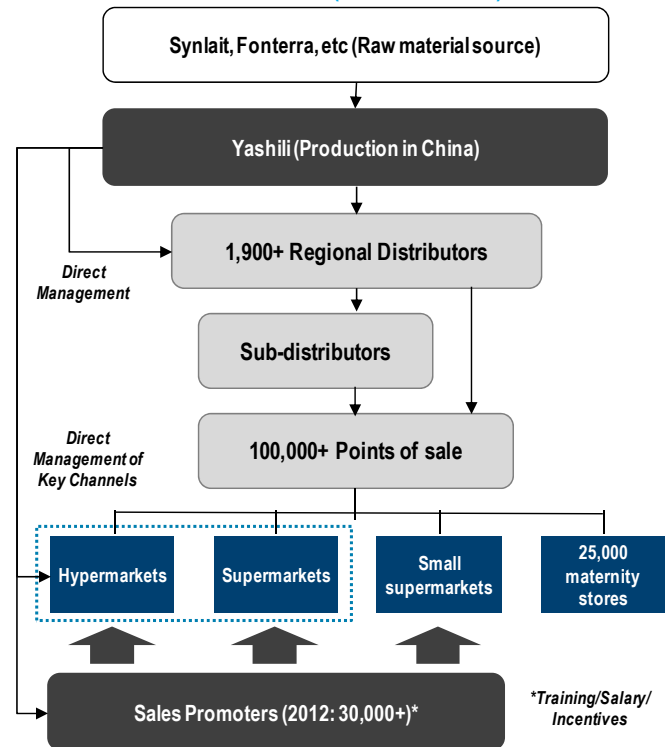 Synlait, Fonterra, etc (Raw material source)
Yashili (Production in China)
1,900+ Regional Distributors
Direct
Management
Sub-distributors
Direct
Management of
Key Channels
100,000+ Points of sale
Hypermarkets
Supermarkets
Small
supermarkets
25,000
maternity
stores
Sales Promoters (2012: 30,000+)*
*Training/Salary/
Incentives